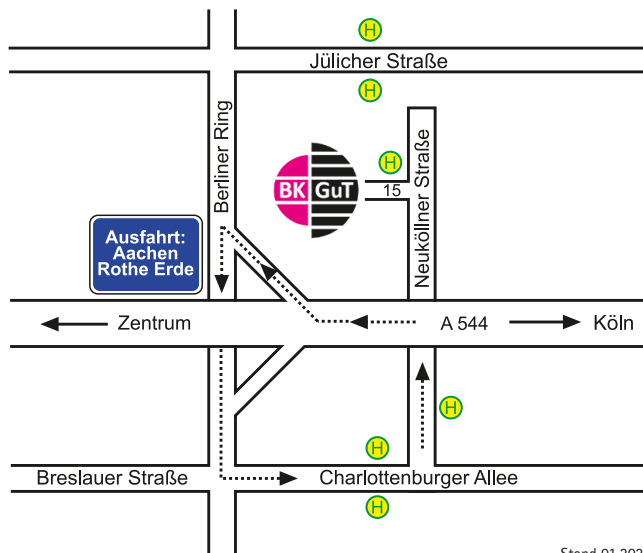 H
Jülicher Straße
H
Berliner Ring
H
BK GuT
15
Neuköllner Straße
Ausfahrt:
Aachen
Rothe Erde
Zentrum
A 544
Köln
H
H
Breslauer Straße
Charlottenburger Allee
H